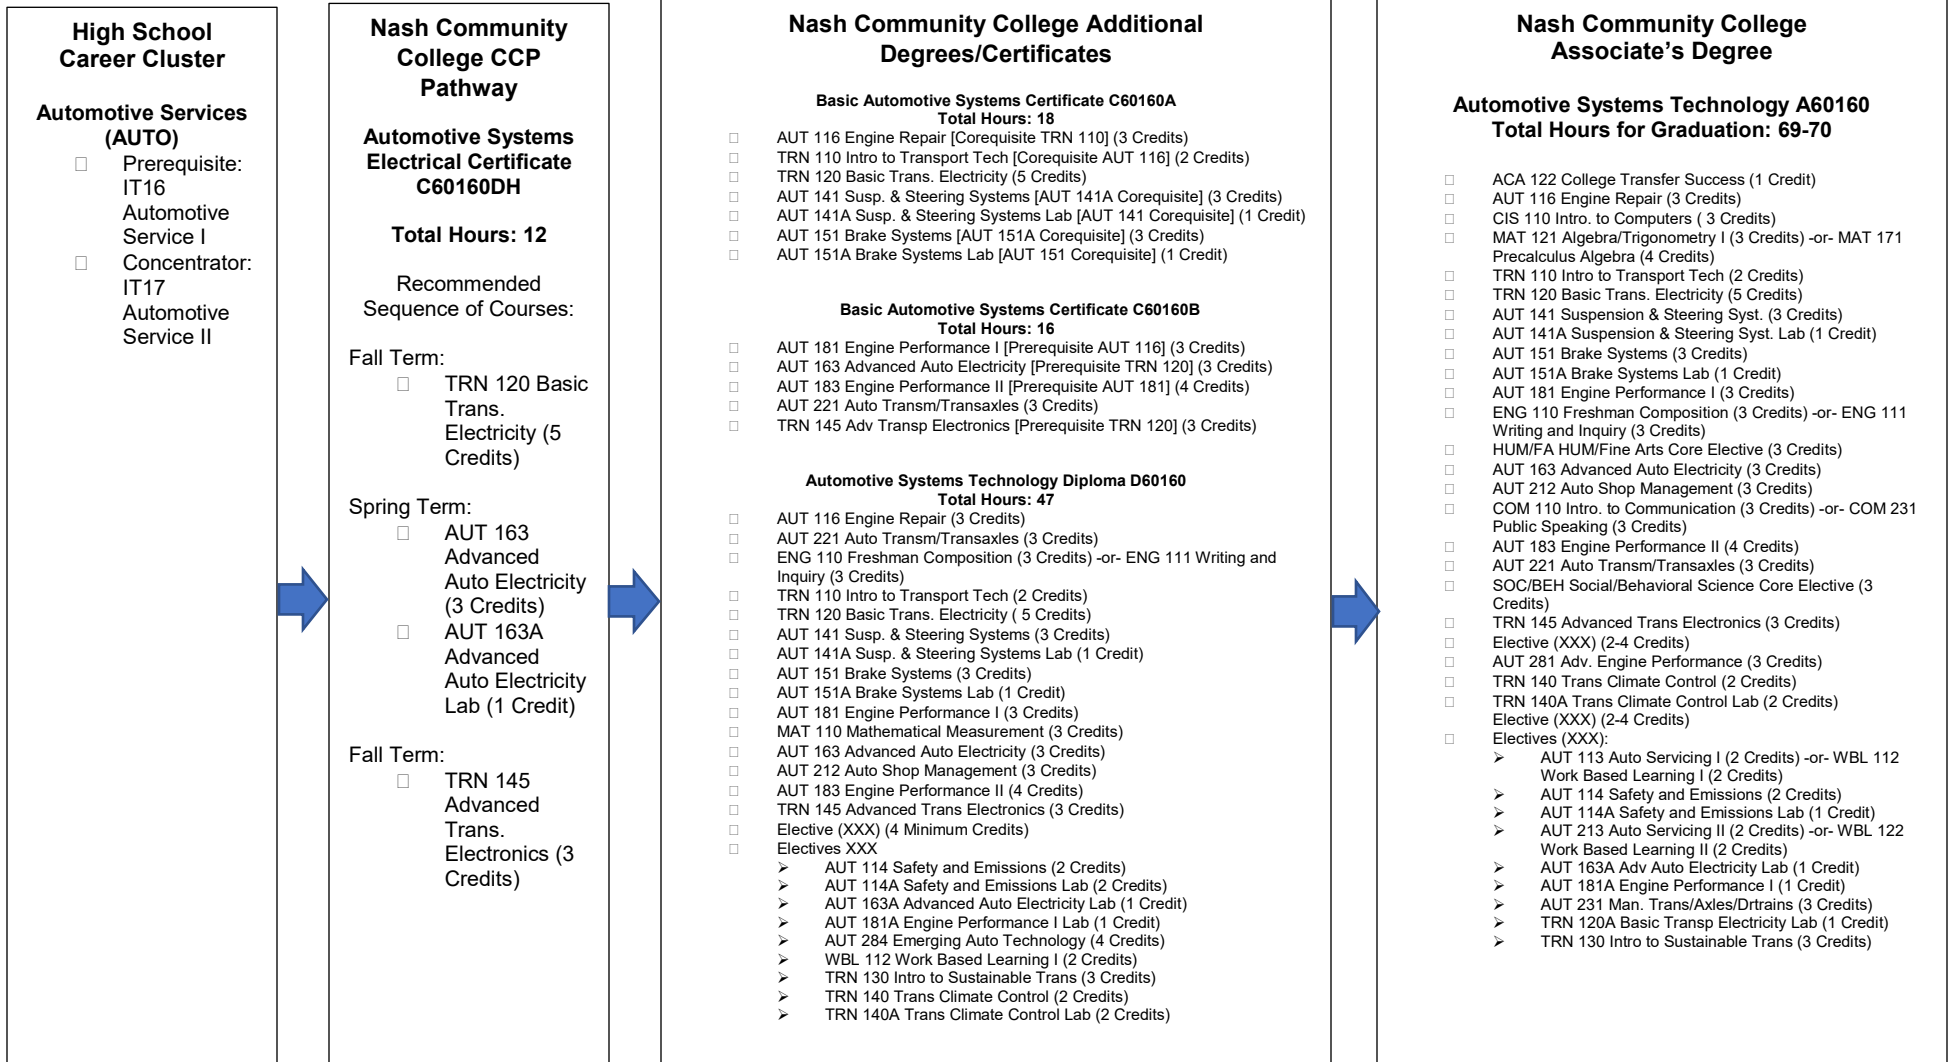 High School
Career Cluster
Automotive Services
(AUTO)
Prerequisite:
IT16
Automotive
Service I
Concentrator:
IT17
Automotive
Service II
Nash Community
College CCP
Pathway
Automotive Systems
Electrical Certificate
C60160DH
Total Hours: 12
Recommended
Sequence of Courses:
Fall Term:
TRN 120 Basic
Trans.
Electricity (5
Credits)
Spring Term:
AUT 163
Advanced
Auto Electricity
(3 Credits)
AUT 163A
Advanced
Auto Electricity
Lab (1 Credit)
Fall Term:
TRN 145
Advanced
Trans.
Electronics (3
Credits)
Nash Community College Additional
Degrees/Certificates
Basic Automotive Systems Certificate C60160A
Total Hours: 18
AUT 116 Engine Repair [Corequisite TRN 110] (3 Credits)
TRN 110 Intro to Transport Tech [Corequisite AUT 116] (2 Credits)
TRN 120 Basic Trans. Electricity (5 Credits)
AUT 141 Susp. & Steering Systems [AUT 141A Corequisite] (3 Credits)
AUT 141A Susp. & Steering Systems Lab [AUT 141 Corequisite] (1 Credit)
AUT 151 Brake Systems [AUT 151A Corequisite] (3 Credits)
AUT 151A Brake Systems Lab [AUT 151 Corequisite] (1 Credit)
Basic Automotive Systems Certificate C60160B
Total Hours: 16
AUT 181 Engine Performance I [Prerequisite AUT 116] (3 Credits)
AUT 163 Advanced Auto Electricity [Prerequisite TRN 120] (3 Credits)
AUT 183 Engine Performance II [Prerequisite AUT 181] (4 Credits)
AUT 221 Auto Transm/Transaxles (3 Credits)
TRN 145 Adv Transp Electronics [Prerequisite TRN 120] (3 Credits)
Automotive Systems Technology Diploma D60160
Total Hours: 47
AUT 116 Engine Repair (3 Credits)
AUT 221 Auto Transm/Transaxles (3 Credits)
ENG 110 Freshman Composition (3 Credits) -or- ENG 111 Writing and
Inquiry (3 Credits)
TRN 110 Intro to Transport Tech (2 Credits)
TRN 120 Basic Trans. Electricity ( 5 Credits)
AUT 141 Susp. & Steering Systems (3 Credits)
AUT 141A Susp. & Steering Systems Lab (1 Credit)
AUT 151 Brake Systems (3 Credits)
AUT 151A Brake Systems Lab (1 Credit)
AUT 181 Engine Performance I (3 Credits)
MAT 110 Mathematical Measurement (3 Credits)
AUT 163 Advanced Auto Electricity (3 Credits)
AUT 212 Auto Shop Management (3 Credits)
AUT 183 Engine Performance II (4 Credits)
TRN 145 Advanced Trans Electronics (3 Credits)
Elective (XXX) (4 Minimum Credits)
Electives XXX
AUT 114 Safety and Emissions (2 Credits)
AUT 114A Safety and Emissions Lab (2 Credits)
AUT 163A Advanced Auto Electricity Lab (1 Credit)
AUT 181A Engine Performance I Lab (1 Credit)
AUT 284 Emerging Auto Technology (4 Credits)
WBL 112 Work Based Learning I (2 Credits)
TRN 130 Intro to Sustainable Trans (3 Credits)
TRN 140 Trans Climate Control (2 Credits)
TRN 140A Trans Climate Control Lab (2 Credits)
Nash Community College
Associate's Degree
Automotive Systems Technology A60160
Total Hours for Graduation: 69-70
ACA 122 College Transfer Success (1 Credit)
AUT 116 Engine Repair (3 Credits)
CIS 110 Intro. to Computers ( 3 Credits)
MAT 121 Algebra/Trigonometry I (3 Credits) -or- MAT 171
Precalculus Algebra (4 Credits)
TRN 110 Intro to Transport Tech (2 Credits)
TRN 120 Basic Trans. Electricity (5 Credits)
AUT 141 Suspension & Steering Syst. (3 Credits)
AUT 141A Suspension & Steering Syst. Lab (1 Credit)
AUT 151 Brake Systems (3 Credits)
AUT 151A Brake Systems Lab (1 Credit)
AUT 181 Engine Performance I (3 Credits)
ENG 110 Freshman Composition (3 Credits) -or- ENG 111
Writing and Inquiry (3 Credits)
HUM/FA HUM/Fine Arts Core Elective (3 Credits)
AUT 163 Advanced Auto Electricity (3 Credits)
AUT 212 Auto Shop Management (3 Credits)
COM 110 Intro. to Communication (3 Credits) -or- COM 231
Public Speaking (3 Credits)
AUT 183 Engine Performance II (4 Credits)
AUT 221 Auto Transm/Transaxles (3 Credits)
SOC/BEH Social/Behavioral Science Core Elective (3
Credits)
TRN 145 Advanced Trans Electronics (3 Credits)
Elective (XXX) (2-4 Credits)
AUT 281 Adv. Engine Performance (3 Credits)
TRN 140 Trans Climate Control (2 Credits)
TRN 140A Trans Climate Control Lab (2 Credits)
Elective (XXX) (2-4 Credits)
Electives (XXX):
AUT 113 Auto Servicing I (2 Credits) -or- WBL 112
Work Based Learning I (2 Credits)
AUT 114 Safety and Emissions (2 Credits)
AUT 114A Safety and Emissions Lab (1 Credit)
AUT 213 Auto Servicing II (2 Credits) -or- WBL 122
Work Based Learning II (2 Credits)
AUT 163A Adv Auto Electricity Lab (1 Credit)
AUT 181A Engine Performance I (1 Credit)
AUT 231 Man. Trans/Axles/Drtrains (3 Credits)
TRN 120A Basic Transp Electricity Lab (1 Credit)
TRN 130 Intro to Sustainable Trans (3 Credits)